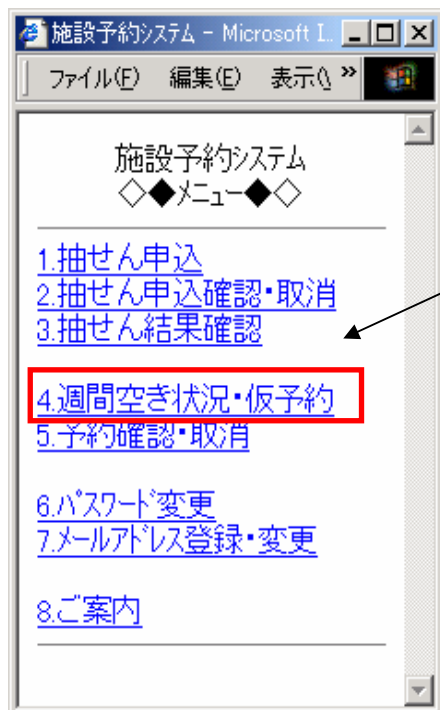 施設予約ｼｽﾃﾑ - Microsoft I...
ファイル(F) 編集(E) 表示(V »
施設予約ｼｽﾃﾑ
◇◆ﾒﾆｭｰ◆◇
1.抽せん申込
2.抽せん申込確認･取消
3.抽せん結果確認
4.週間空き状況･仮予約
5.予約確認･取消
6.ﾊﾟｽﾜｰﾄﾞ変更
7.ﾒｰﾙｱﾄﾞﾚｽ登録･変更
8.ご案内